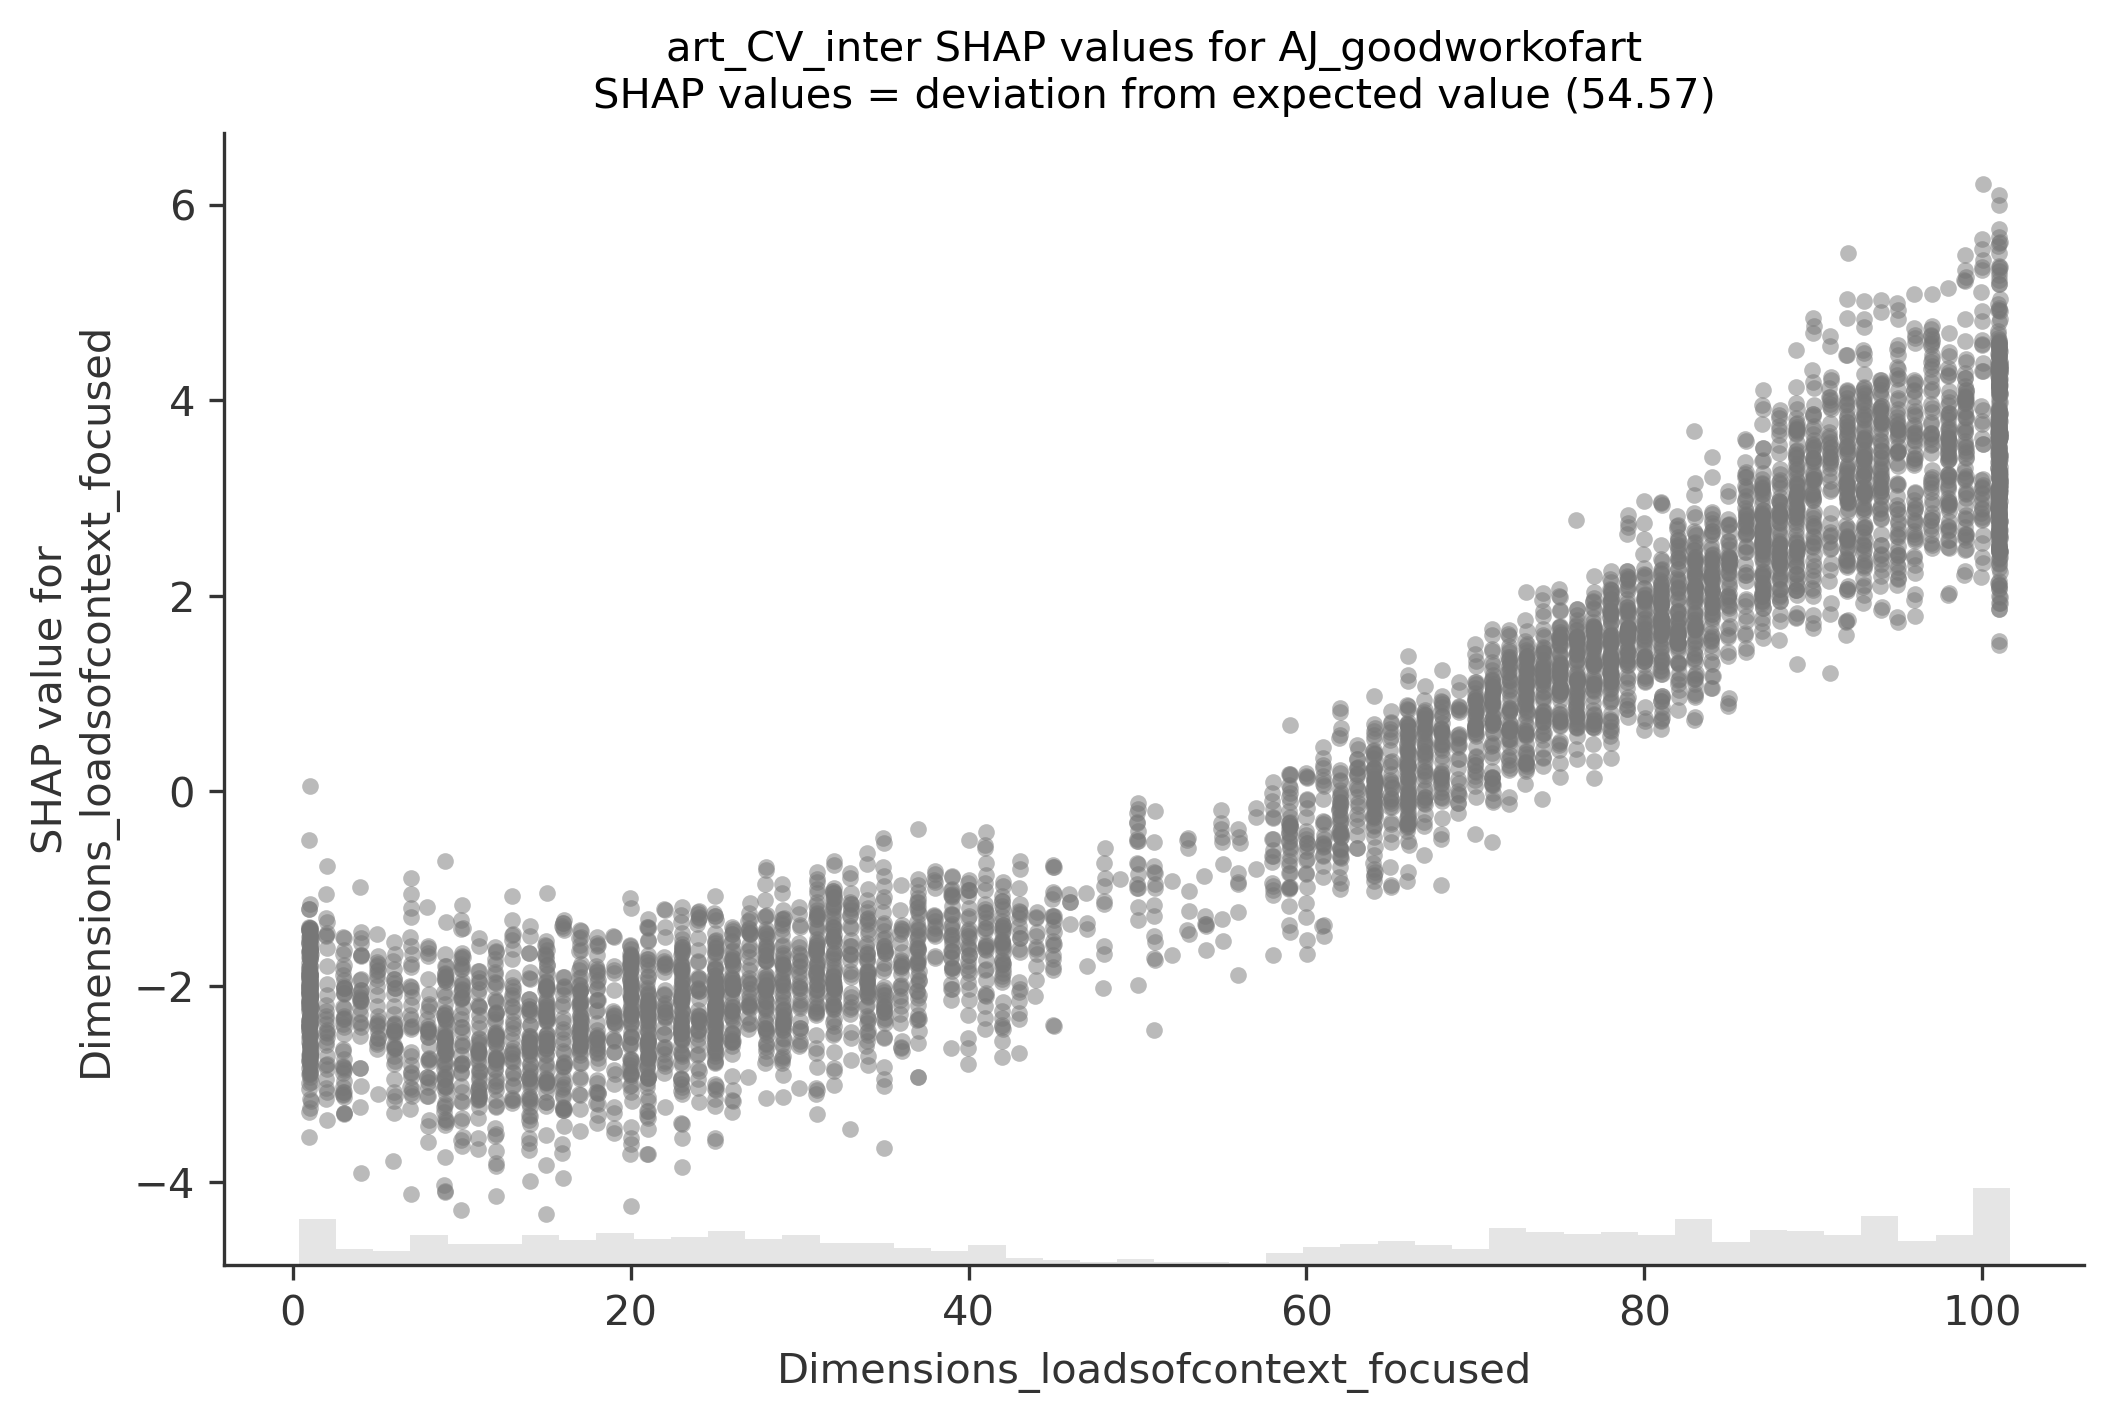 art_CV_inter SHAP values for AJ_goodworkofart
SHAP values = deviation from expected value (54.57)
SHAP value for
Dimensions_loadsofcontext_focused
6
4
2
0
−2
−4
0
20
40
60
80
100
Dimensions_loadsofcontext_focused